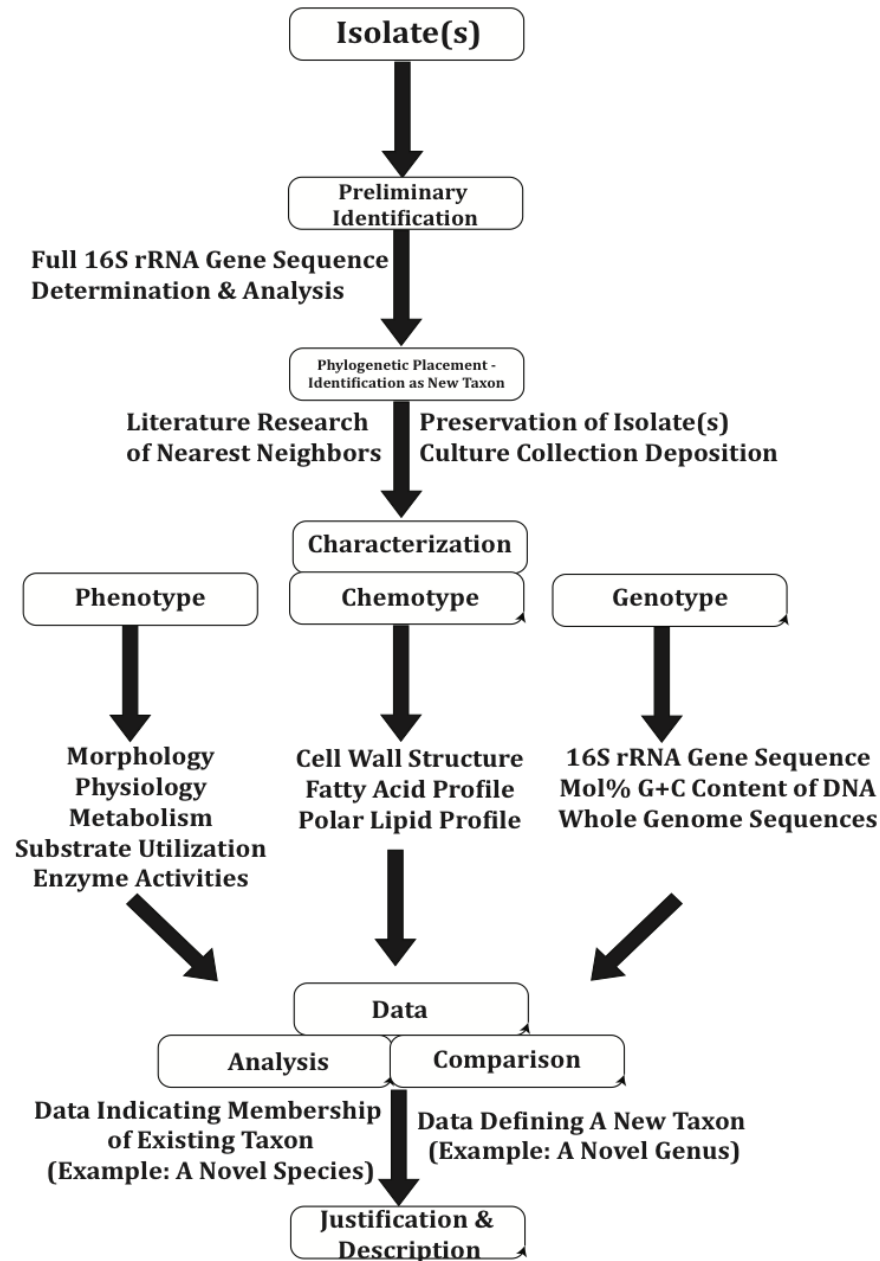 Isolate(s)
Preliminary
Identification
Full 16S rRNA Gene Sequence
Determination & Analysis
Phylogenetic Placement -
Identification as New Taxon
Literature Research
of Nearest Neighbors
Preservation of Isolate(s)
Culture Collection Deposition
Characterization
Phenotype
Chemotype
Genotype
Morphology
Physiology
Metabolism
Substrate Utilization
Enzyme Activities
Cell Wall Structure
Fatty Acid Profile
Polar Lipid Profile
16S rRNA Gene Sequence
Mol% G+C Content of DNA
Whole Genome Sequences
Data
Analysis
Comparison
Data Indicating Membership
of Existing Taxon
(Example: A Novel Species)
Data Defining A New Taxon
(Example: A Novel Genus)
Justification &
Description